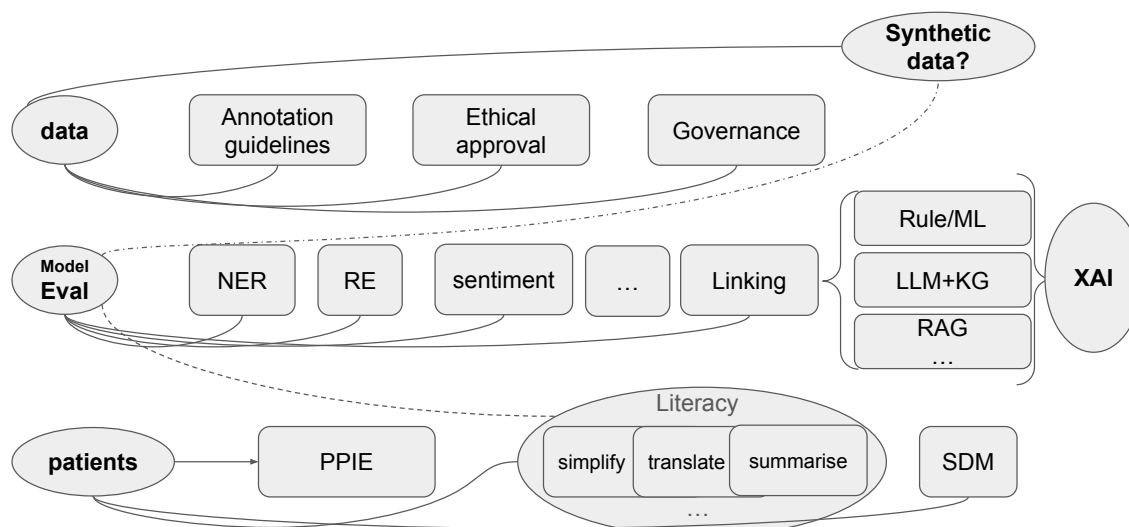 Synthetic
data?
data
Annotation
guidelines
Ethical
approval
Governance
Model
Eval
NER
RE
sentiment
...
Linking
Rule/ML
LLM+KG
RAG
...
XAI
Literacy
patients
PPIE
simplify
translate
summarise
...
SDM